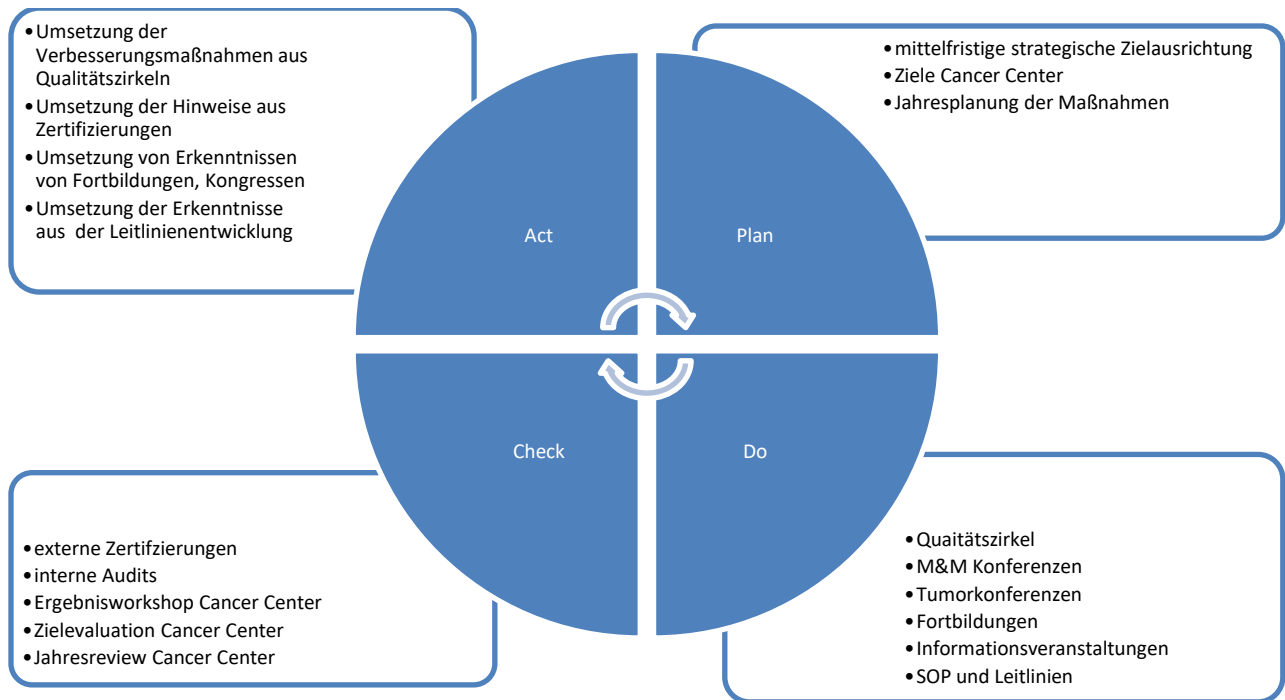 •Umsetzung der
Verbesserungsmaßnahmen aus
Qualitätszirkeln
•Umsetzung der Hinweise aus
Zertifizierungen
•Umsetzung von Erkenntnissen
von Fortbildungen, Kongressen
•Umsetzung der Erkenntnisse
aus der Leitlinienentwicklung
•mittelfristige strategische Zielausrichtung
•Ziele Cancer Center
•Jahresplanung der Maßnahmen
Act
Plan
Check
Do
•externe Zertifzierungen
•interne Audits
•Ergebnisworkshop Cancer Center
•Zielevaluation Cancer Center
•Jahresreview Cancer Center
•Quaitätszirkel
•M&M Konferenzen
•Tumorkonferenzen
•Fortbildungen
•Informationsveranstaltungen
•SOP und Leitlinien